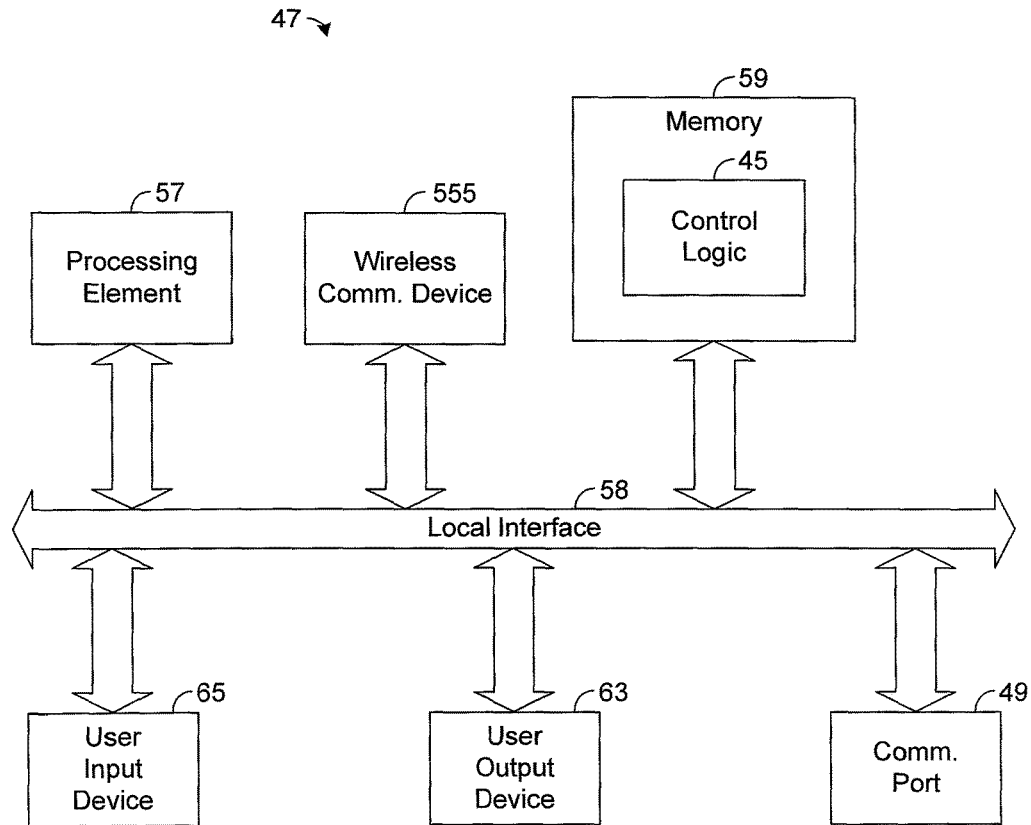 47
59
Memory
45
Control
Logic
57
Processing
Element
555
Wireless
Comm. Device
58
Local Interface
65
User
Input
Device
63
User
Output
Device
49
Comm.
Port